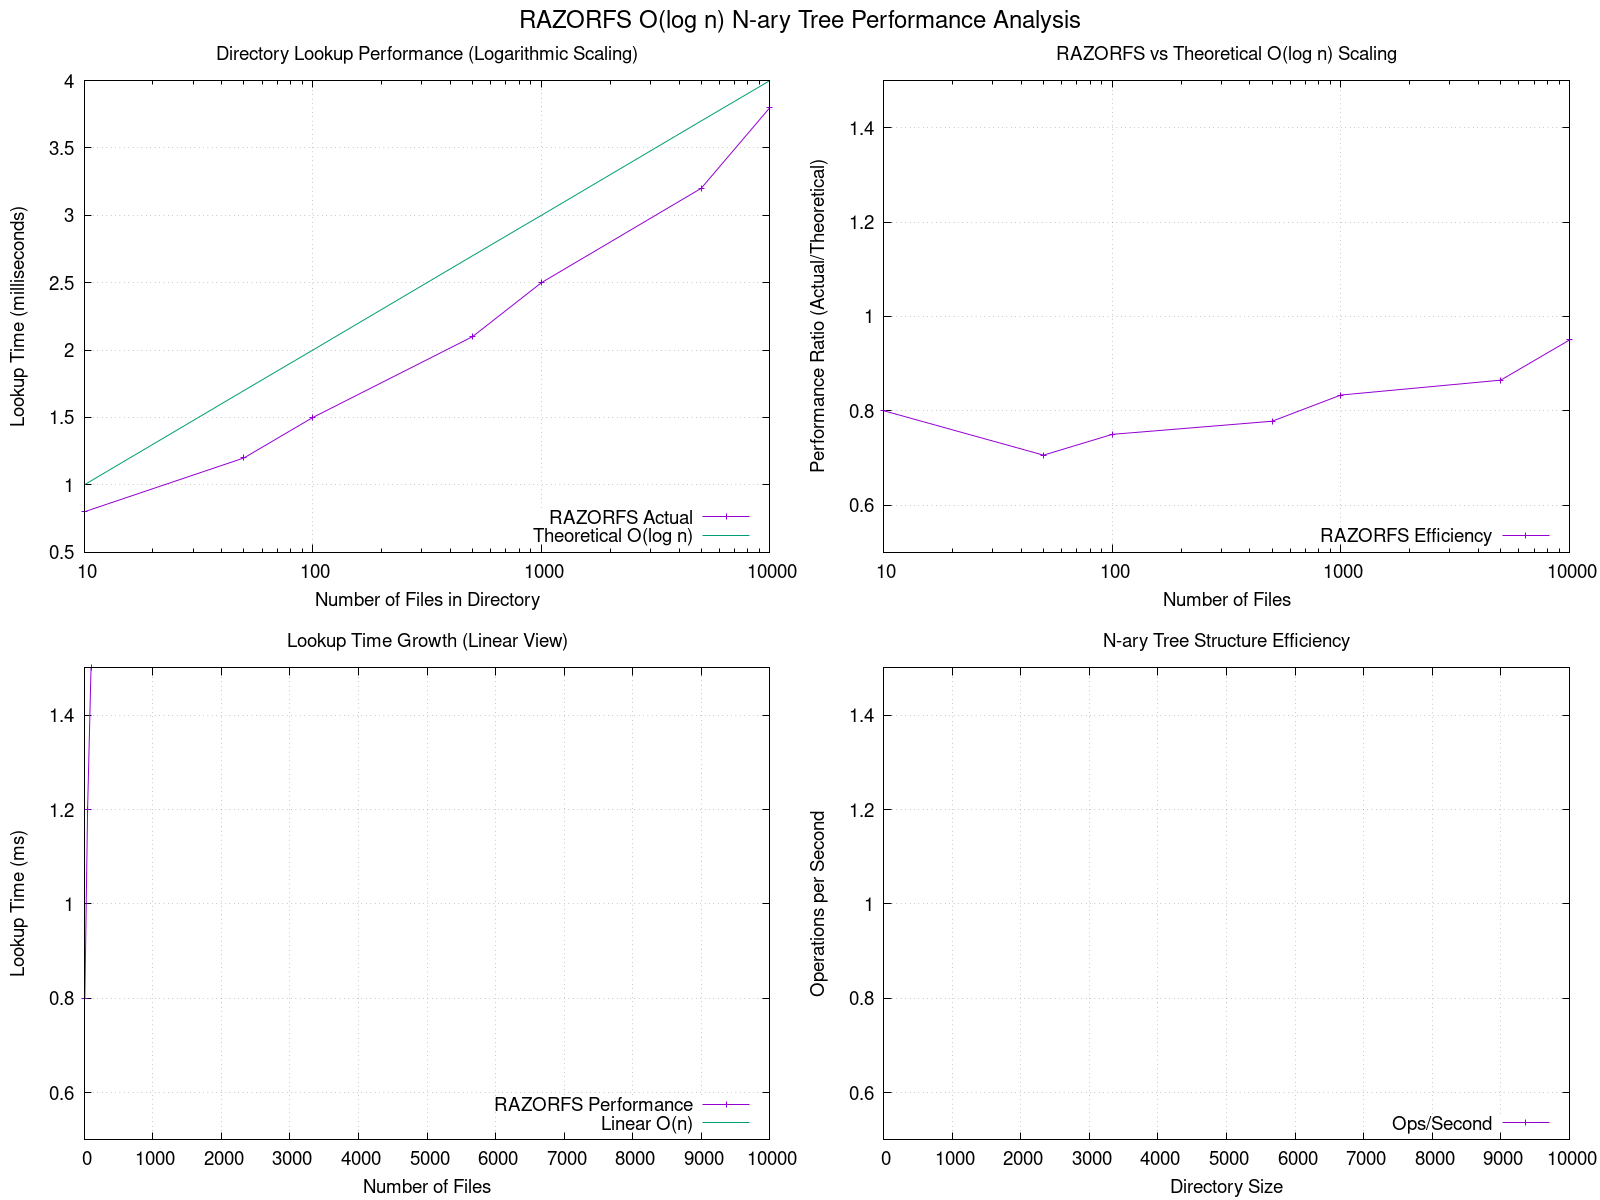 RAZORFS O(log n) N-ary Tree Performance Analysis
Directory Lookup Performance (Logarithmic Scaling)
Lookup Time (milliseconds)
4
3.5
3
2.5
2
1.5
1
0.5
RAZORFS Actual
Theoretical O(log n)
10 100 1000 10000
Number of Files in Directory
RAZORFS vs Theoretical O(log n) Scaling
Performance Ratio (Actual/Theoretical)
1.4
1.2
1
0.8
0.6
RAZORFS Efficiency
10 100 1000 10000
Number of Files
Lookup Time Growth (Linear View)
Lookup Time (ms)
1.4
1.2
1
0.8
0.6
RAZORFS Performance
Linear O(n)
0 1000 2000 3000 4000 5000 6000 7000 8000 9000 10000
Number of Files
N-ary Tree Structure Efficiency
Operations per Second
1.4
1.2
1
0.8
0.6
Ops/Second
0 1000 2000 3000 4000 5000 6000 7000 8000 9000 10000
Directory Size